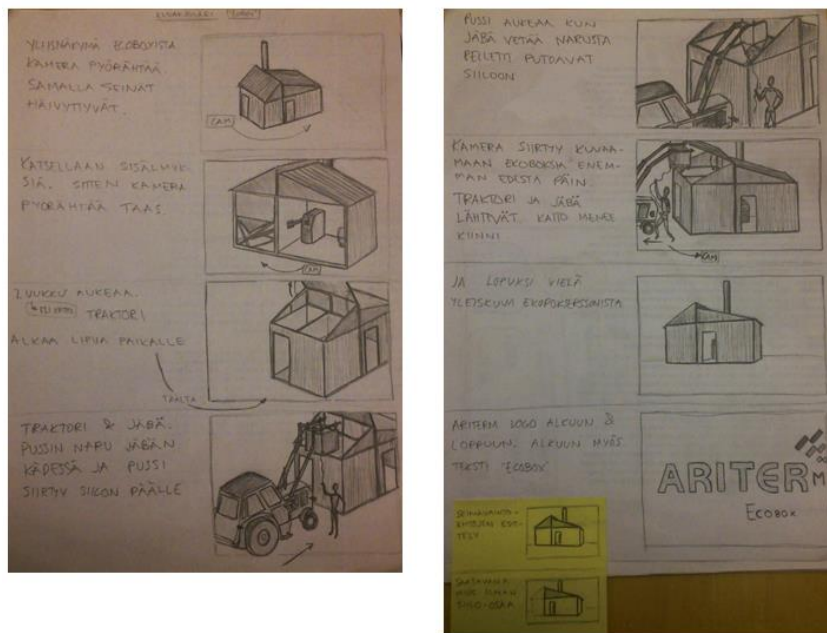 YLEISNÄKYMÄ ECOBOXISTA
KAMERA PYÖRÄHTÄÄ.
SAMALLA SEINÄT
HÄIVYTTYVÄT.
CAM
KATSELLAAN SISÄLMYK-
SIÄ. SITTEN KAMERA
PYÖRÄHTÄÄ TAAS
CAM
LUUKKU AUKEAA.
TRAKTORI
ALKAA LIPUA PAIKALLE
TÄÄLTÄ
TRAKTORI & JÄBÄ.
PUSSIN NARU JÄBÄN
KÄDESSÄ JA PUSSI
SIIRTYY SIILON PÄÄLLE
PUSSI AUKEAA KUN
JÄBÄ VETÄÄ NARUSTA
PELLETIT PUTOAVAT
SIILOON
KAMERA SIIRTYY KUVAA-
MAAN EKOBOKSIA ENEM-
MÄN EDESTÄ PÄIN
TRAKTORI JA JÄBÄ
LÄHTEVÄT. KATTO MENEE
KIINNI
CAM
JA LOPUKSI VIELÄ
YLEISKUVA
ARITERM LOGO ALKUUN &
LOPPUUN. ALKUUN MYÖS
TEKSTI "ECOBOX"
ARITERM
ECOBOX